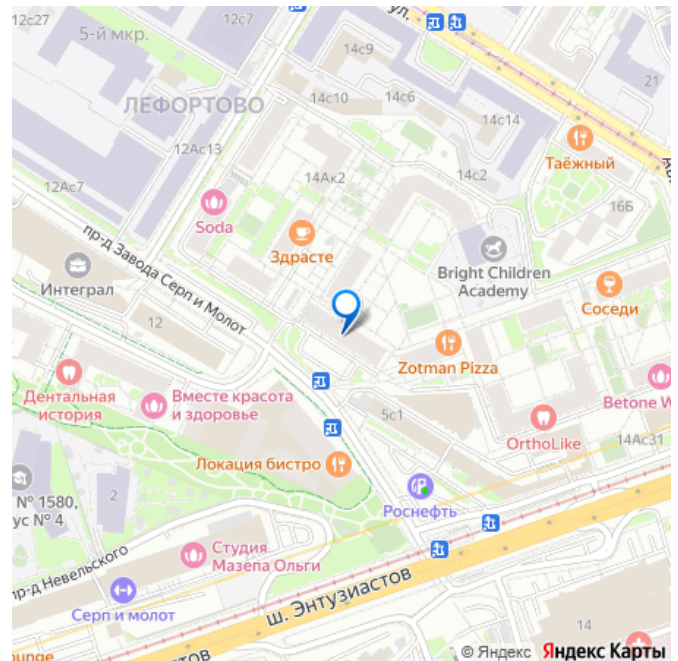 12с27
12с7
ул.
5-й мкр.
14с9
21
14с10
14с6
ЛЕФОРТОВО
14с14
12Ас13
Таёжный
14с2
12Ас7
14Ак2
16Б
Soda
пр-д Завода Серп и Молот
Здрасте
Bright Children
Academy
Интеграл
Соседи
12
Zotman Pizza
Дентальная
история
Вместе красота
и здоровье
Betone W
5с1
OrthoLike
14Ас31
Локация бистро
№ 1580,
ус № 4
2
Роснефть
Студия
Мазепа Ольги
пр-д Невельского
ш. Энтузиастов
Серп и молот
14
ounge
стов
© Яндекс Яндекс Карты